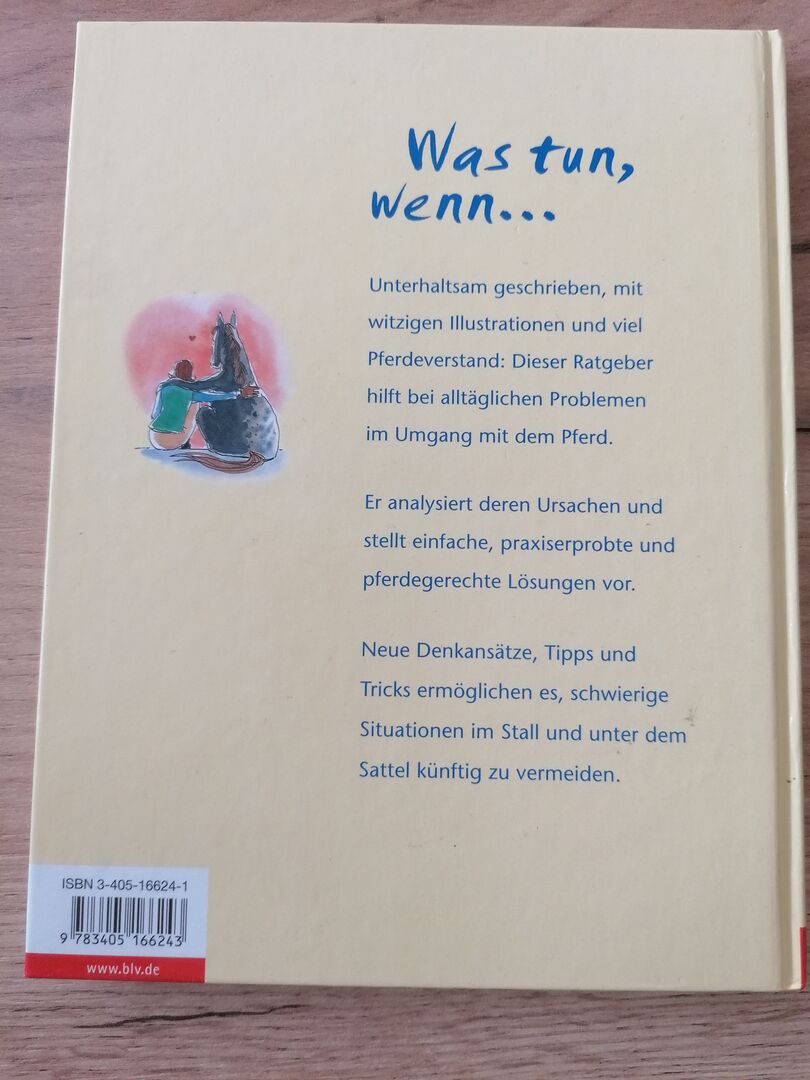 Was tun,
wenn...
Unterhaltsam geschrieben, mit
witzigen Illustrationen und viel
Pferdeverstand: Dieser Ratgeber
hilft bei alltäglichen Problemen
im Umgang mit dem Pferd.
Er analysiert deren Ursachen und
stellt einfache, praxiserprobte und
pferdegerechte Lösungen vor.
Neue Denkansätze, Tipps und
Tricks ermöglichen es, schwierige
Situationen im Stall und unter dem
Sattel künftig zu vermeiden.
ISBN 3-405-16624-1
9 783405 166243
www.blv.de